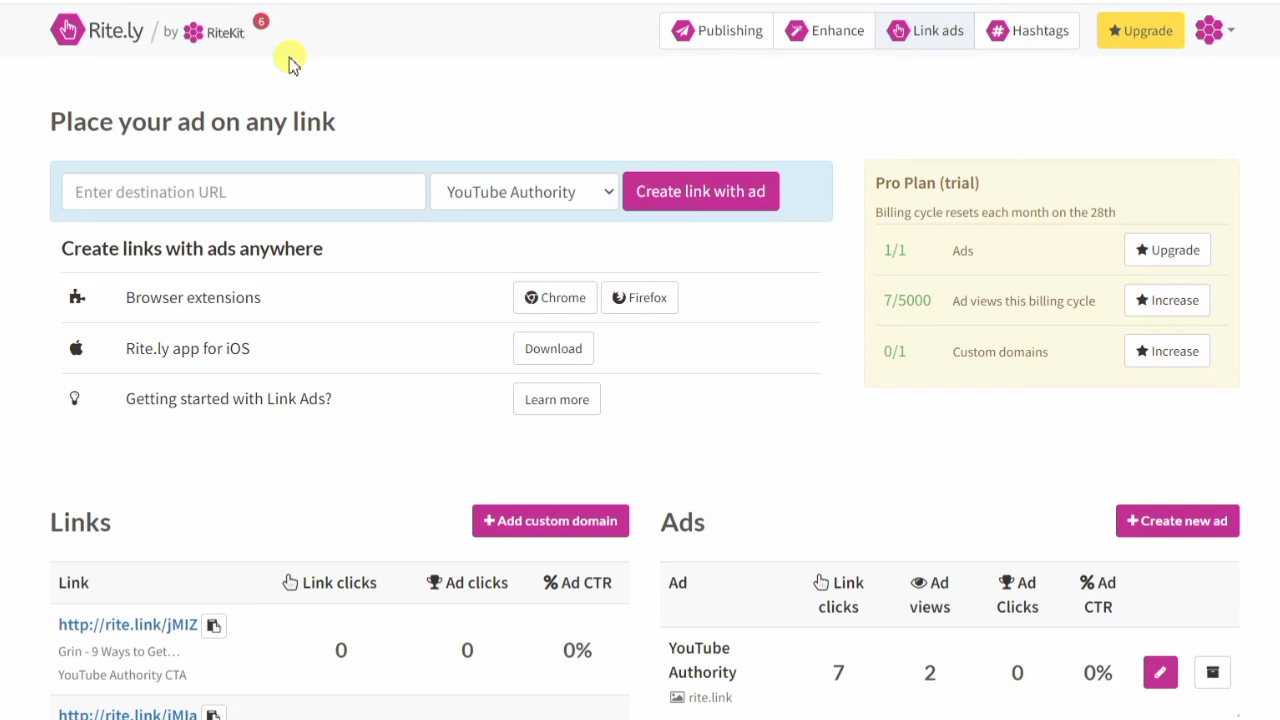 Rite.ly / by RiteKit 6
Publishing Enhance Link ads Hashtags Upgrade
Place your ad on any link
Enter destination URL YouTube Authority Create link with ad
Create links with ads anywhere
Browser extensions Chrome Firefox
Rite.ly app for iOS Download
Getting started with Link Ads? Learn more
Pro Plan (trial)
Billing cycle resets each month on the 28th
1/1 Ads Upgrade
7/5000 Ad views this billing cycle Increase
0/1 Custom domains Increase
Links + Add custom domain
Link Link clicks Ad clicks % Ad CTR
http://rite.link/jMIZ 0 0 0%
Grin - 9 Ways to Get...
YouTube Authority CTA
http://rite.link/jMIa
Ads + Create new ad
Ad Link clicks Ad views Ad Clicks % Ad CTR
YouTube Authority 7 2 0 0%
rite.link